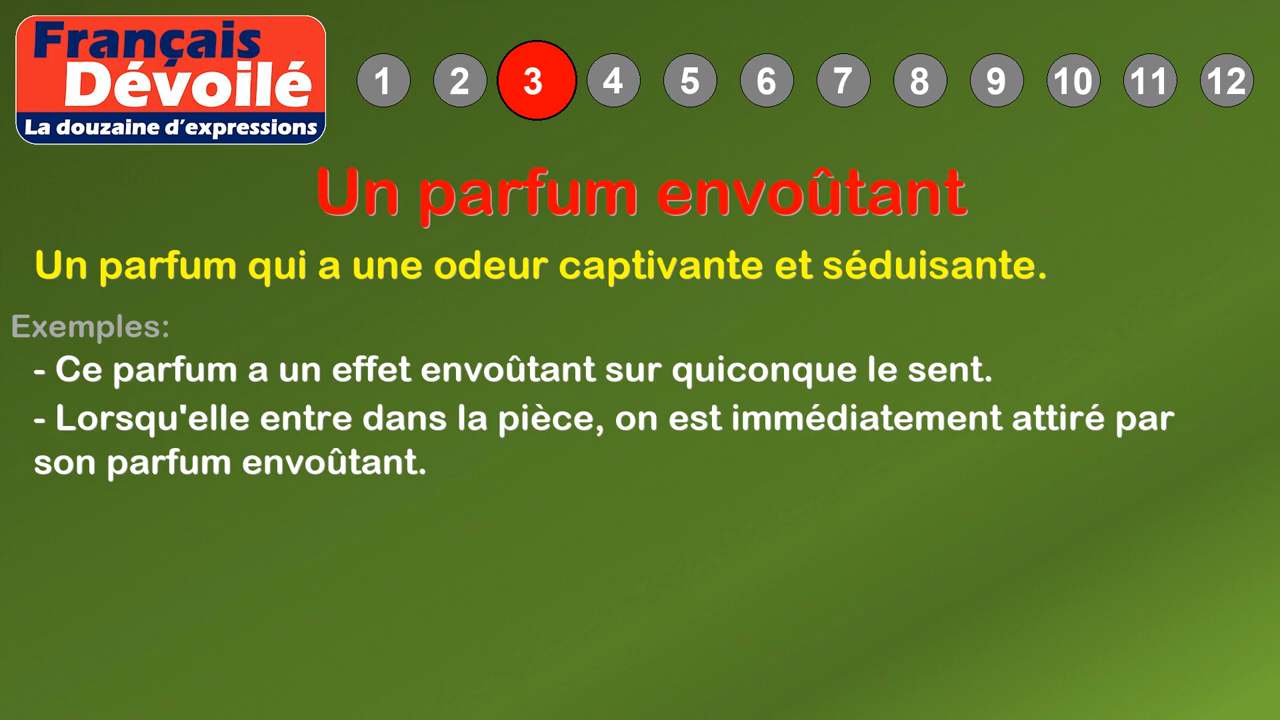 Français
Dévoilé
La douzaine d'expressions
1 2 3 4 5 6 7 8 9 10 11 12
Un parfum envoûtant
Un parfum qui a une odeur captivante et séduisante.
Exemples:
- Ce parfum a un effet envoûtant sur quiconque le sent.
- Lorsqu'elle entre dans la pièce, on est immédiatement attiré par
son parfum envoûtant.